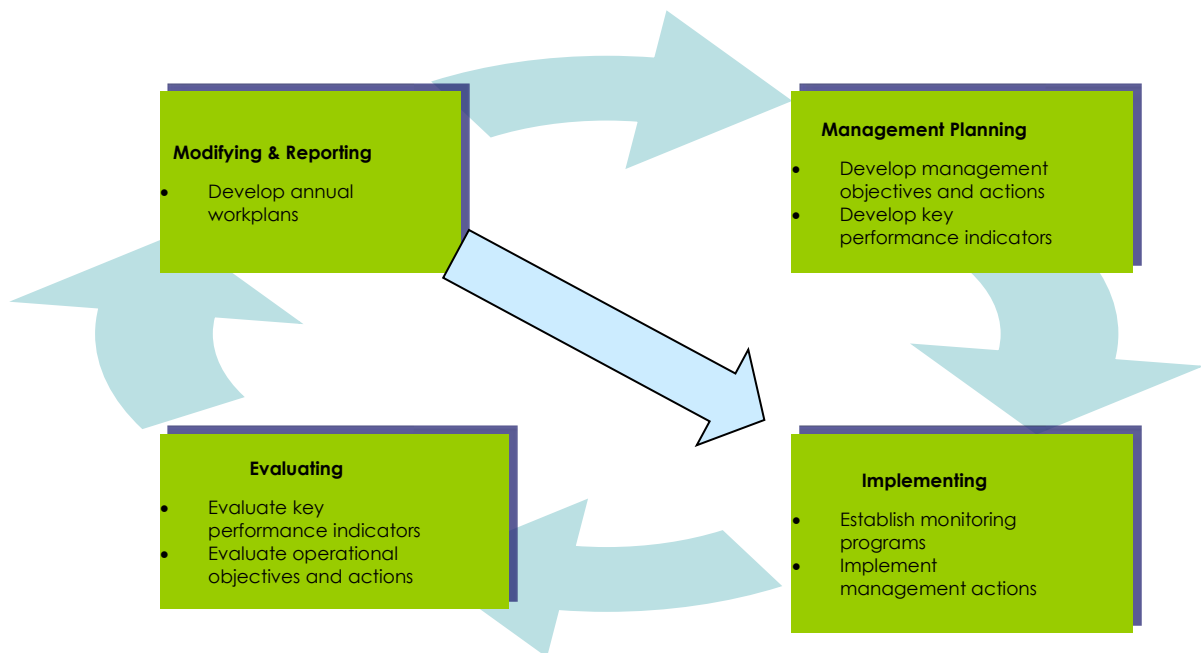 Modifying & Reporting
• Develop annual
workplans
Management Planning
• Develop management
objectives and actions
• Develop key
performance indicators
Evaluating
• Evaluate key
performance indicators
• Evaluate operational
objectives and actions
Implementing
• Establish monitoring
programs
• Implement
management actions